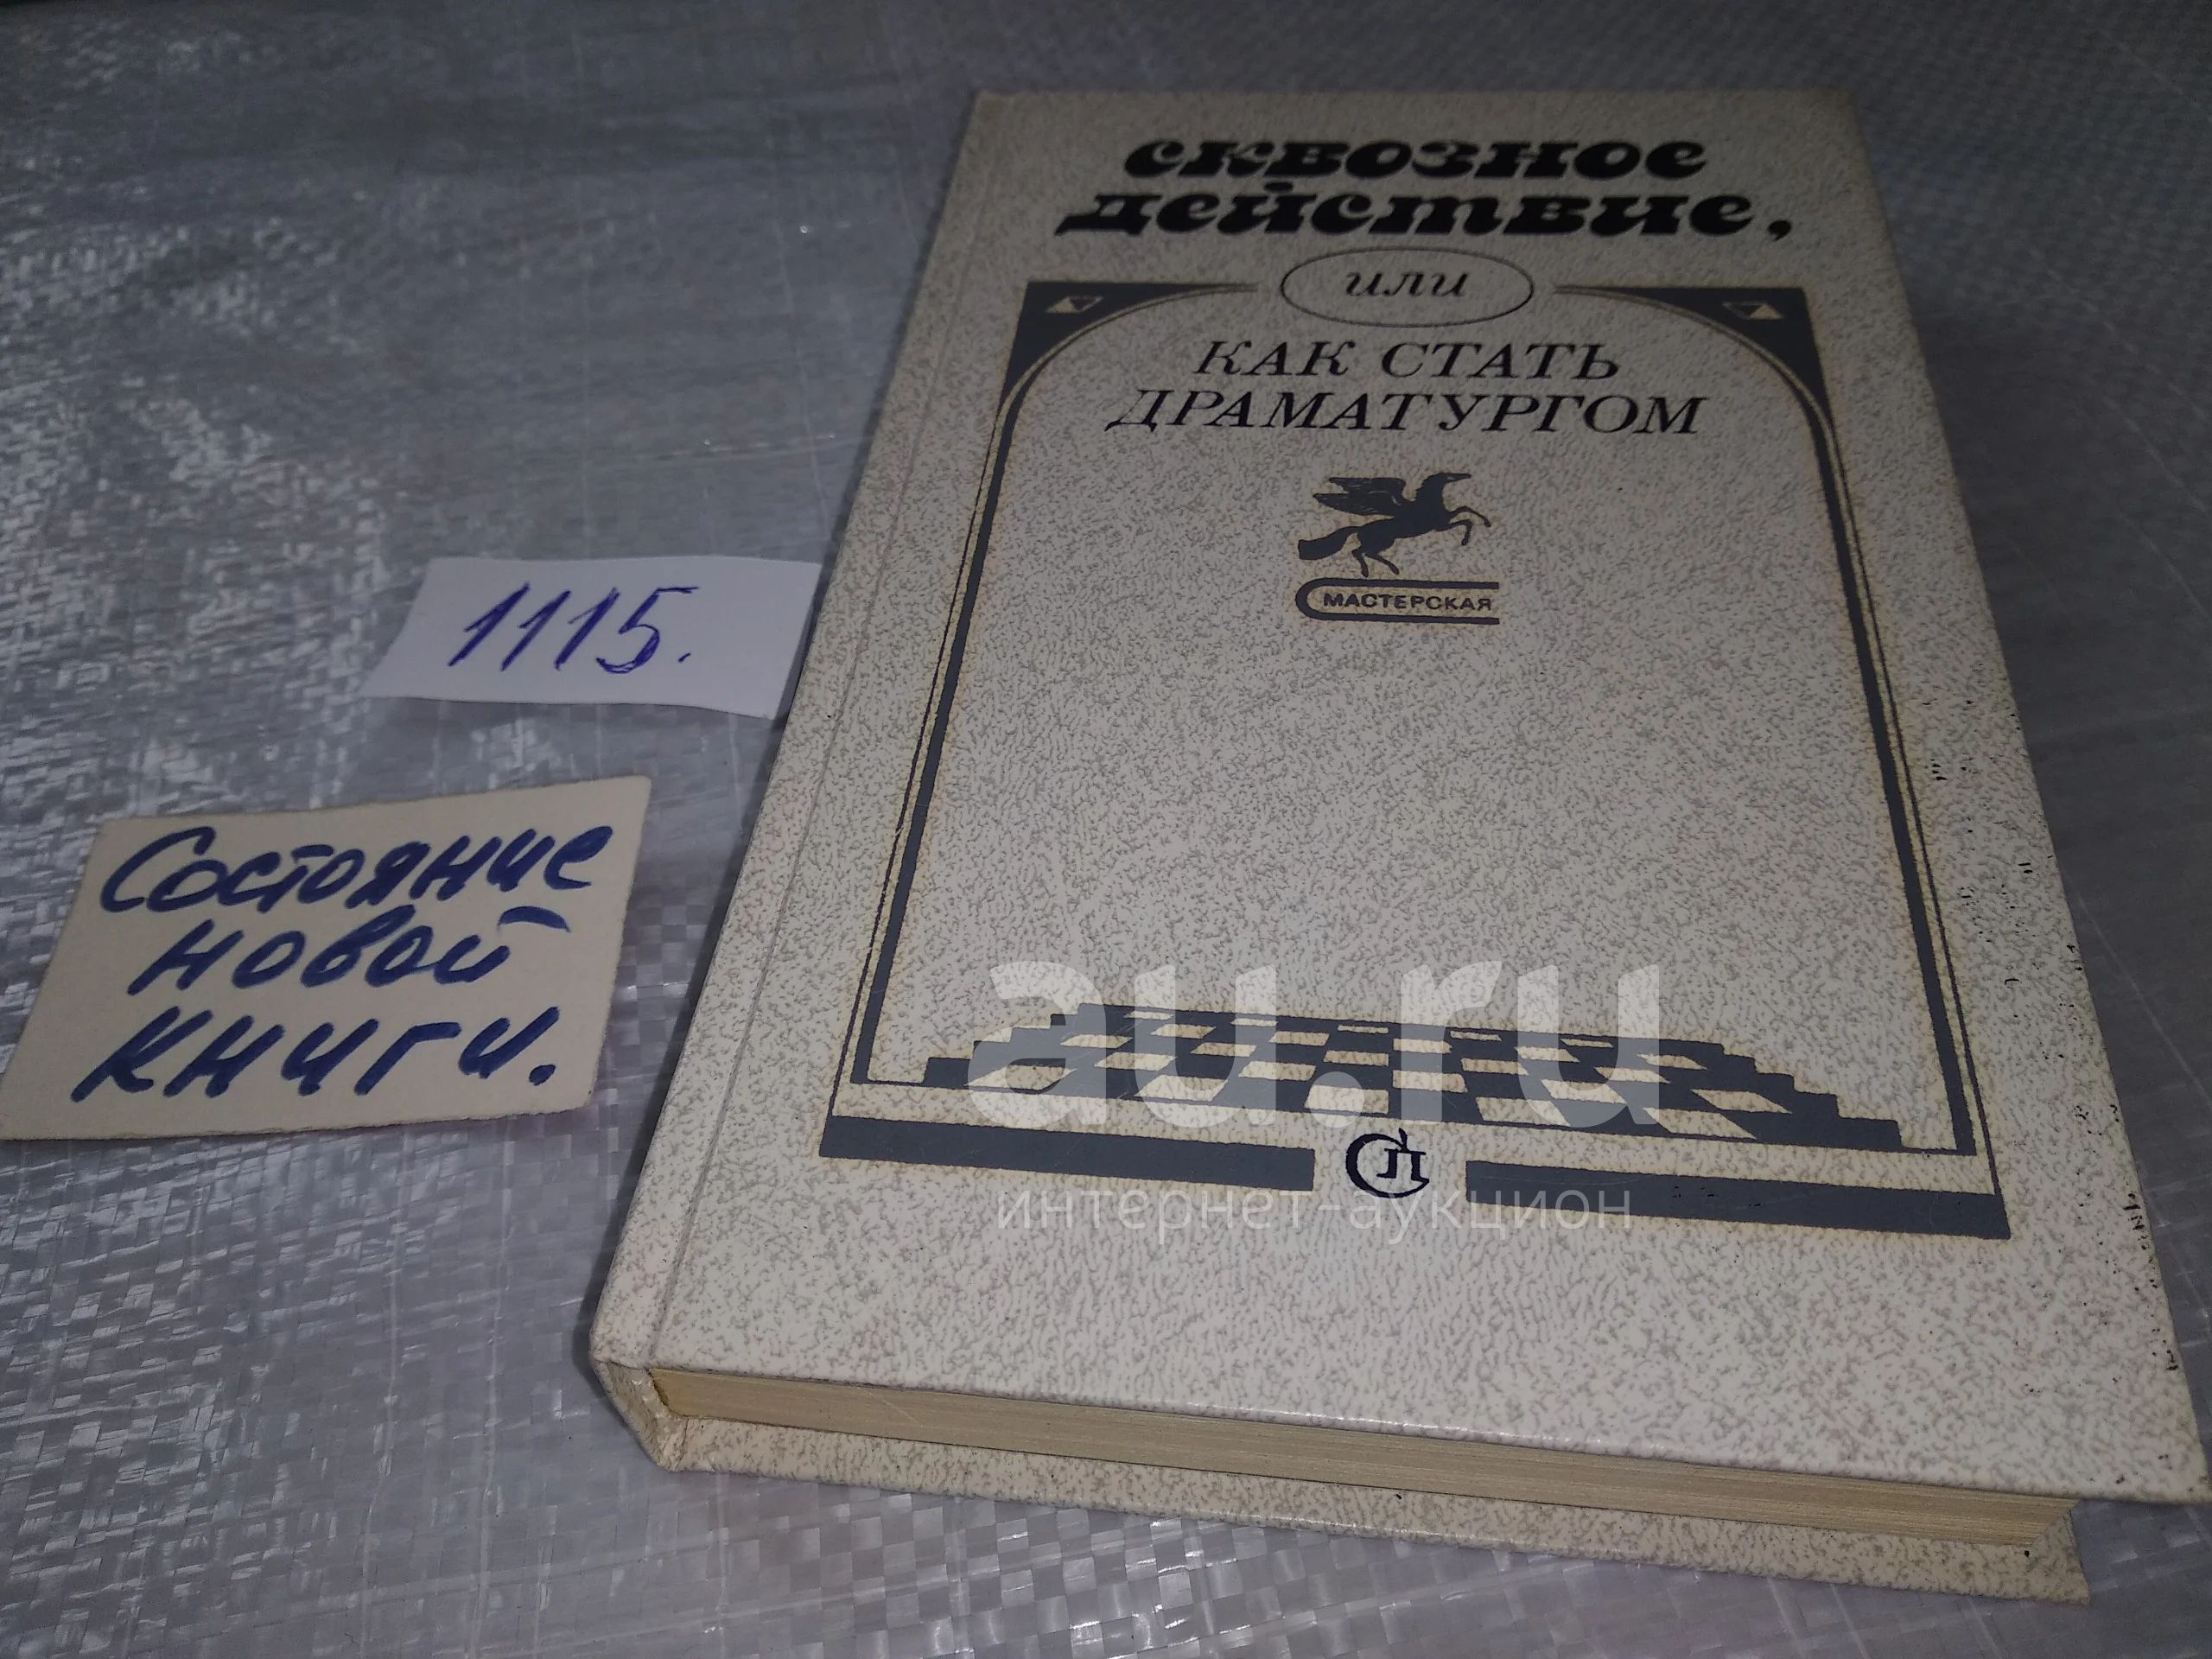 сквозное
действие,
или
КАК СТАТЬ
ДРАМАТУРГОМ
МАСТЕРСКАЯ
1115.
Состояние
новой
книги.
au.ru
интернет-аукцион